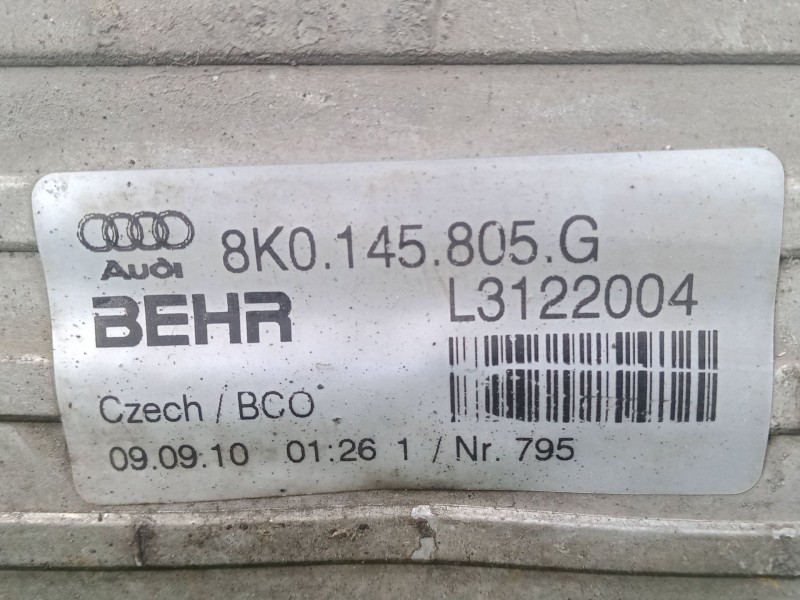 8K0.145.805.G
Audi
BEHR
L3122004
Czech / BCO
09.09.10 01:26 1 / Nr. 795